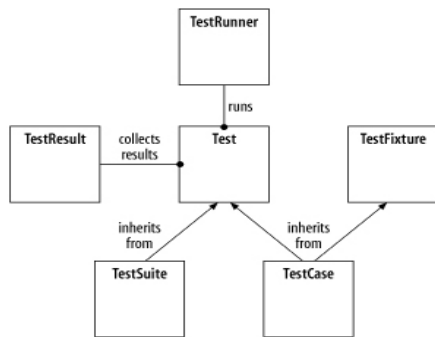 TestRunner
runs
TestResult
collects
results
Test
TestFixture
inherits
from
inherits
from
TestSuite
TestCase